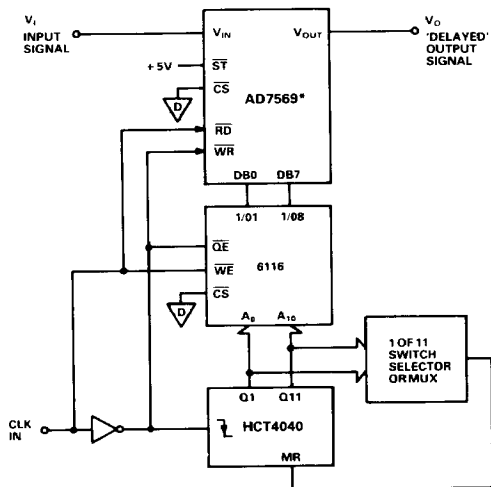 Vᵢ
INPUT
SIGNAL
VIN
VOUT
VO
'DELAYED'
OUTPUT
SIGNAL
+5V
ST
CS
D
AD7569*
RD
WR
DB0
DB7
1/01
1/08
QE
WE
6116
CS
D
A9
A10
1 OF 11
SWITCH
SELECTOR
OR MUX
Q1
Q11
CLK
IN
HCT4040
MR